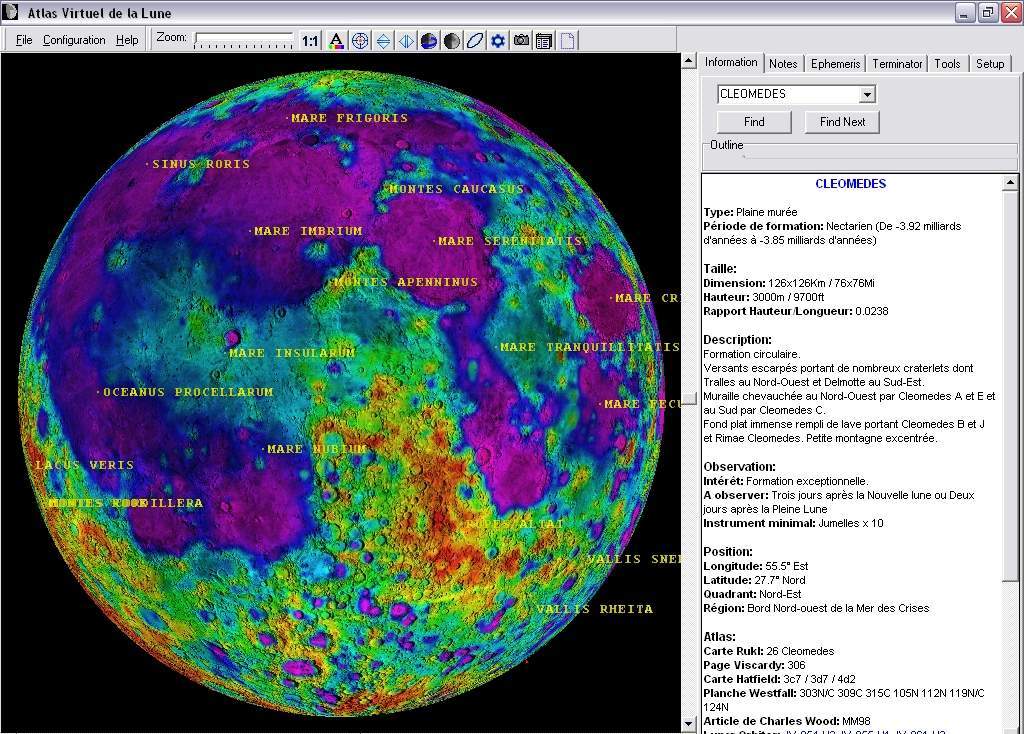 Atlas Virtuel de la Lune
File Configuration Help Zoom: 1:1
Information Notes Ephemeris Terminator Tools Setup
CLEOMEDES
Find Find Next
Outline
MARE FRIGORIS
SINUS RORIS
MONTES CAUCASUS
MARE IMBRIUM
MARE SERENITATIS
MONTES APENNINUS
MARE CRI
MARE INSULARUM
MARE TRANQUILLITATIS
OCEANUS PROCELLARUM
MARE FECU
MARE NUBIUM
LACUS VERIS
MONTES
DILLERA
ALTAI
VALLIS SNEL
VALLIS RHEITA
CLEOMEDES
Type: Plaine murée
Période de formation: Nectarien (De -3.92 milliards
d'années à -3.85 milliards d'années)
Taille:
Dimension: 126x126Km / 76x76Mi
Hauteur: 3000m / 9700ft
Rapport Hauteur/Longueur: 0.0238
Description:
Formation circulaire.
Versants escarpés portant de nombreux craterlets dont
Tralles au Nord-Ouest et Delmotte au Sud-Est.
Muraille chevauchée au Nord-Ouest par Cleomedes A et E et
au Sud par Cleomedes C.
Fond plat immense rempli de lave portant Cleomedes B et J
et Rimae Cleomedes. Petite montagne excentrée.
Observation:
Intérêt: Formation exceptionnelle.
A observer: Trois jours après la Nouvelle lune ou Deux
jours après la Pleine Lune
Instrument minimal: Jumelles x 10
Position:
Longitude: 55.5° Est
Latitude: 27.7° Nord
Quadrant: Nord-Est
Région: Bord Nord-ouest de la Mer des Crises
Atlas:
Carte Rukl: 26 Cleomedes
Page Viscardy: 306
Carte Hatfield: 3c7 / 3d7 / 4d2
Planche Westfall: 303N/C 309C 315C 105N 112N 119N/C
124N
Article de Charles Wood: MM98